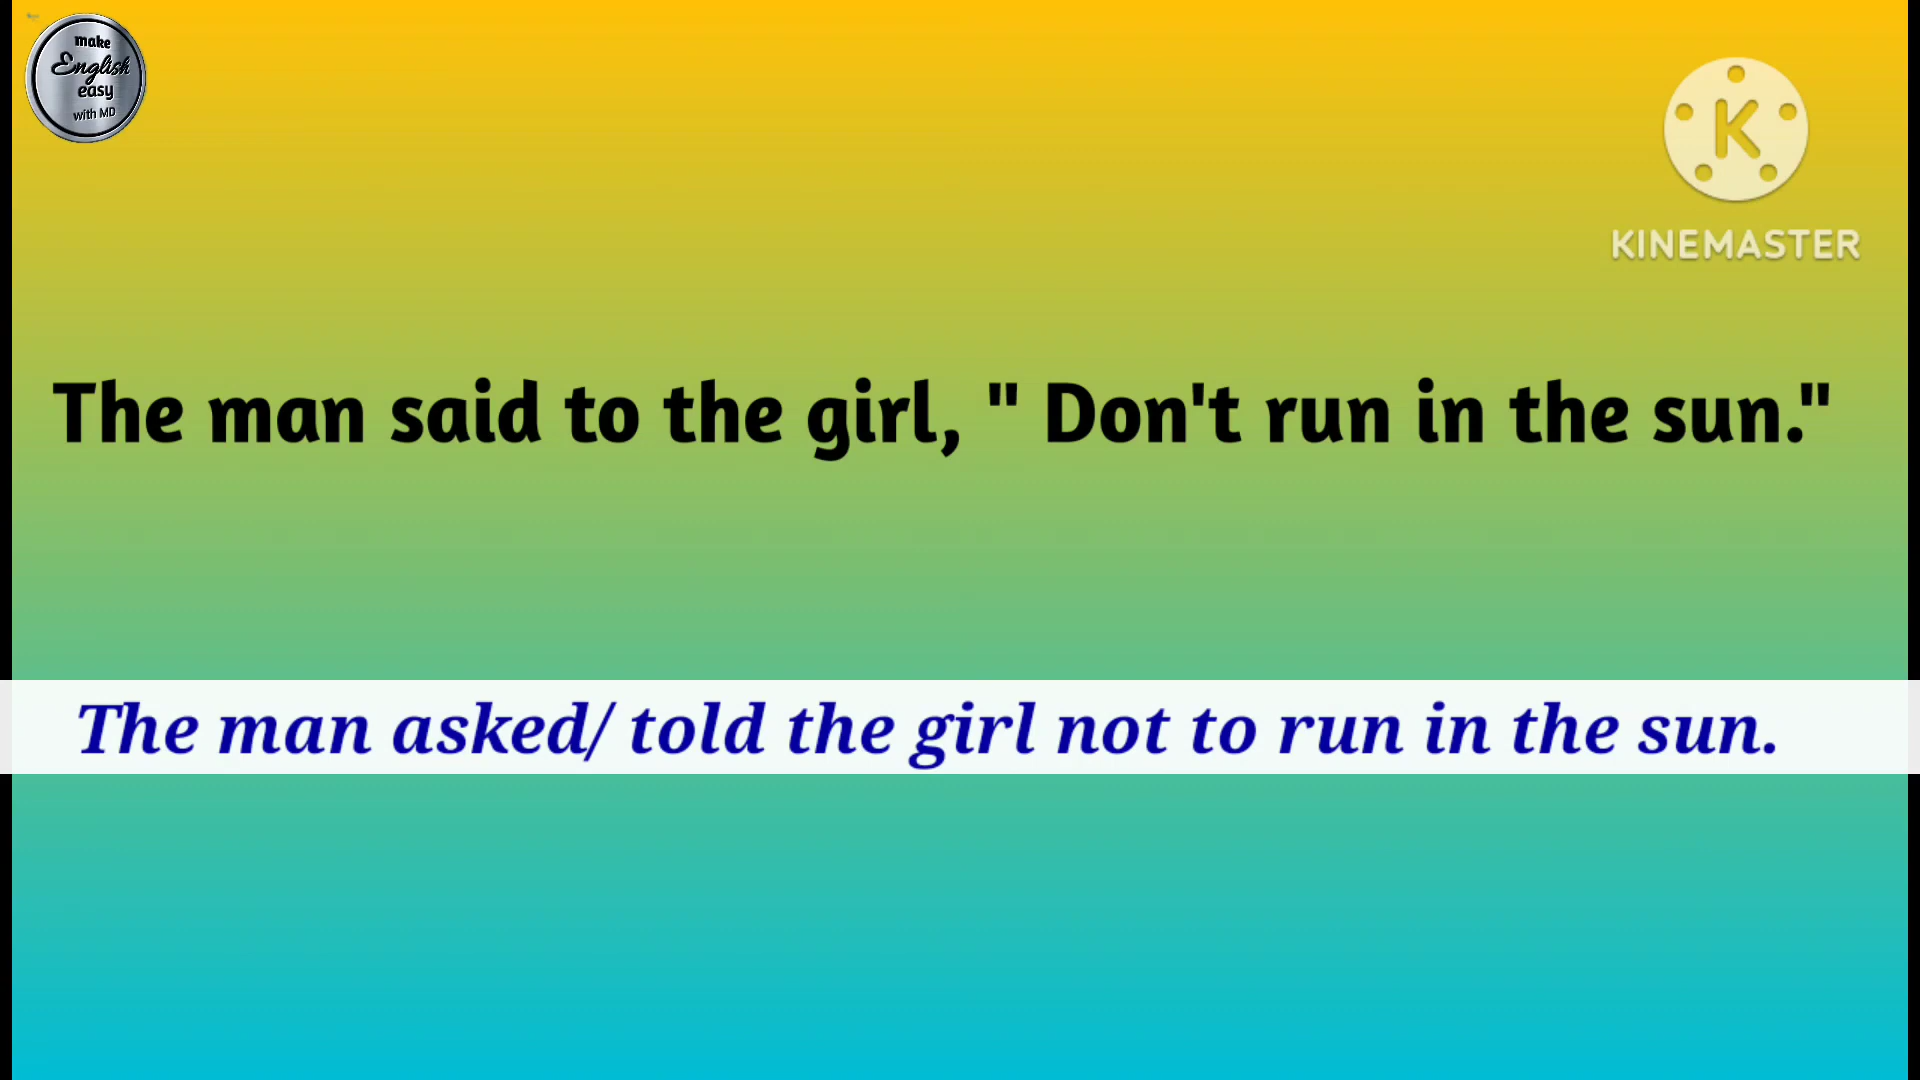 make
English
easy
with MD
KINEMASTER
The man said to the girl, " Don't run in the sun."
The man asked/ told the girl not to run in the sun.